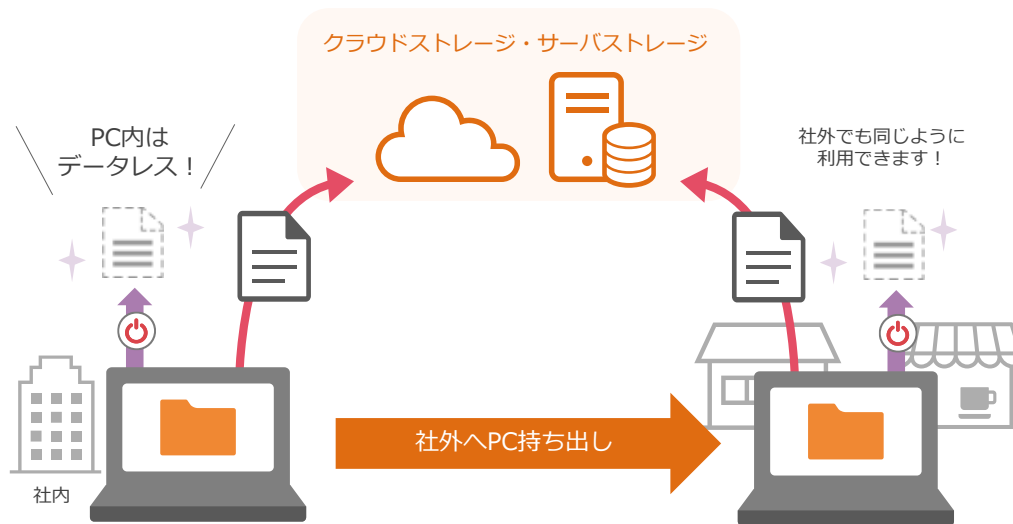 クラウドストレージ・サーバストレージ
PC内は
データレス！
社外でも同じように
利用できます！
社外へPC持ち出し
社内